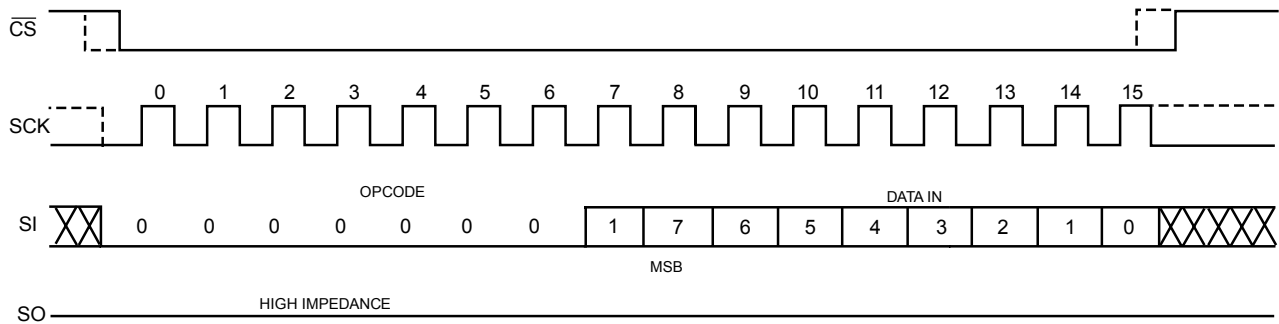 CS
0 1 2 3 4 5 6 7 8 9 10 11 12 13 14 15
SCK
OPCODE DATA IN
SI 0 0 0 0 0 0 0 1 7 6 5 4 3 2 1 0
MSB
HIGH IMPEDANCE
SO